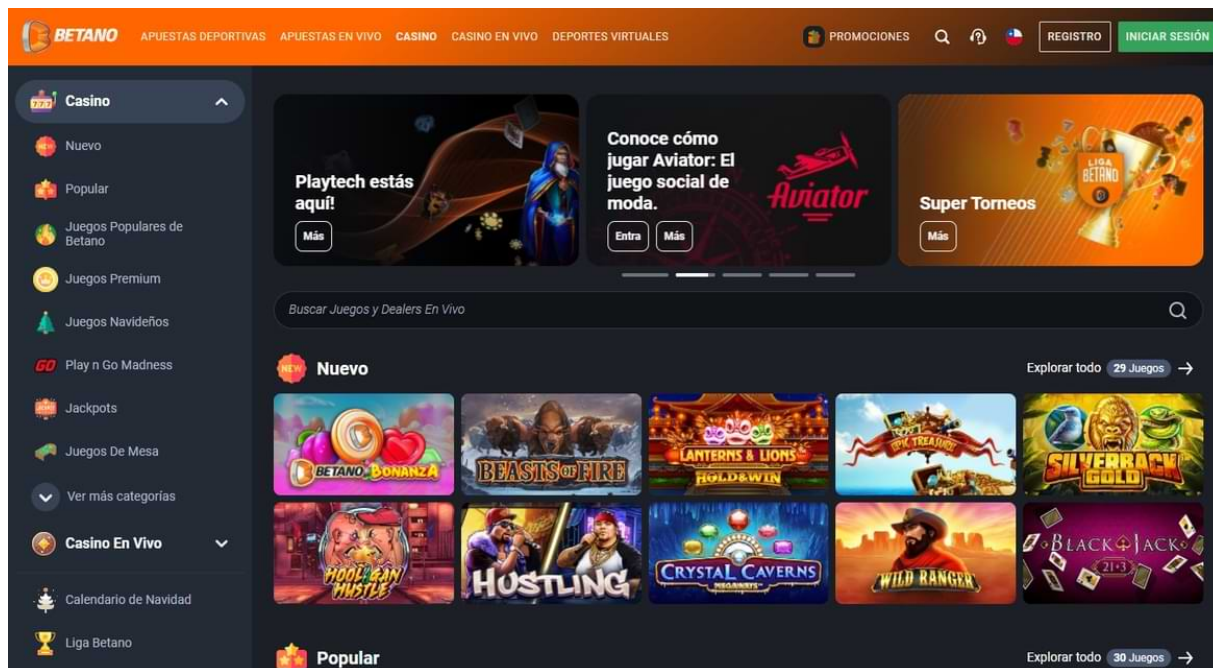 BETANO
APUESTAS DEPORTIVAS
APUESTAS EN VIVO
CASINO
CASINO EN VIVO
DEPORTES VIRTUALES
PROMOCIONES
REGISTRO
INICIAR SESIÓN
777
Casino
NEW
Nuevo
Popular
Juegos Populares de
Betano
Juegos Premium
Juegos Navideños
GO
Play n Go Madness
Jackpots
Juegos De Mesa
Ver más categorías
Casino En Vivo
Calendario de Navidad
Liga Betano
Playtech estás
aquí!
Más
Conoce cómo
jugar Aviator: El
juego social de
moda.
Entra
Más
Aviator
Super Torneos
Más
LIGA
BETANO
Buscar Juegos y Dealers En Vivo
NEW
Nuevo
Explorar todo
29 Juegos
BETANO BONANZA
BEASTS OF FIRE
LANTERNS & LIONS
HOLD & WIN
EPIC TREASURE
SILVERBACK
GOLD
HOOLIGAN
HUSTLE
HUSTLING
CRYSTAL CAVERNS
MEGAWAYS
WILD RANGER
BLACKJACK
21+3
Popular
Explorar todo
30 Juegos